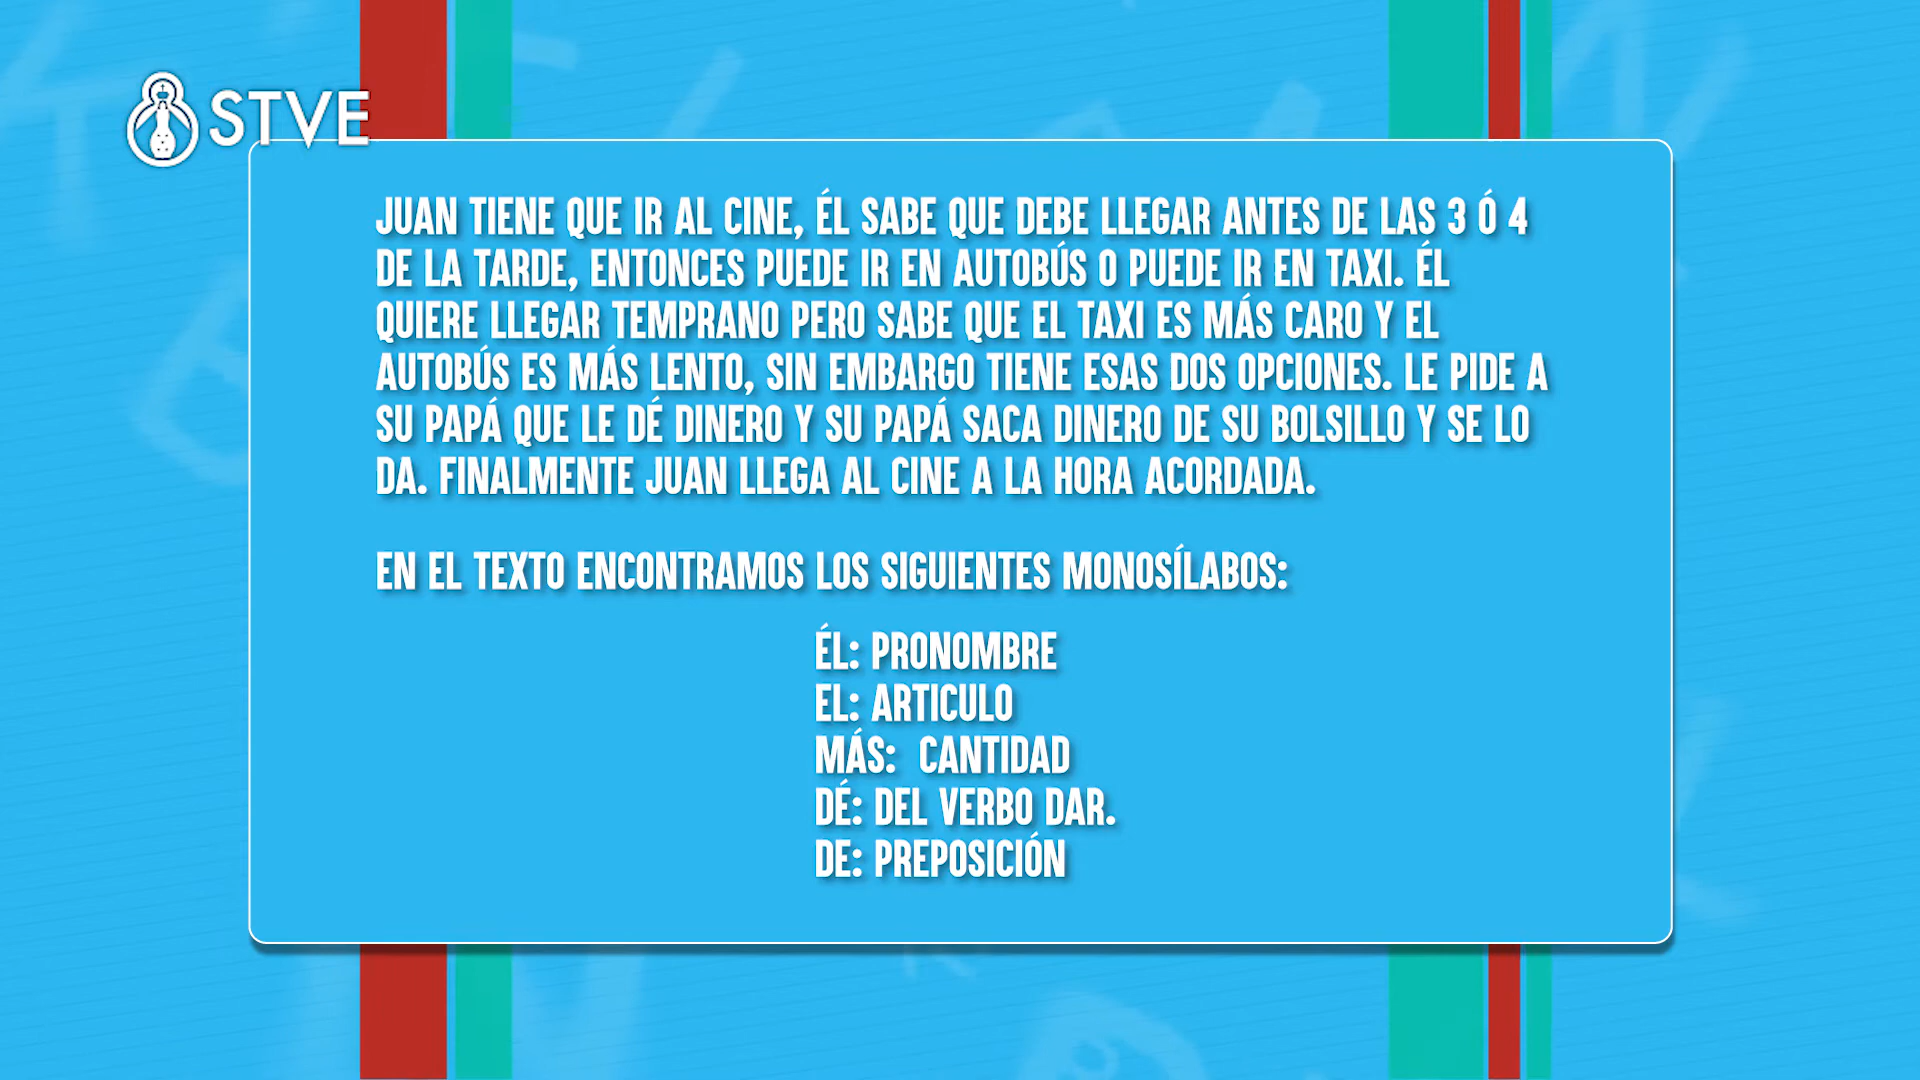 STVE
JUAN TIENE QUE IR AL CINE, ÉL SABE QUE DEBE LLEGAR ANTES DE LAS 3 Ó 4
DE LA TARDE, ENTONCES PUEDE IR EN AUTOBÚS O PUEDE IR EN TAXI. ÉL
QUIERE LLEGAR TEMPRANO PERO SABE QUE EL TAXI ES MÁS CARO Y EL
AUTOBÚS ES MÁS LENTO, SIN EMBARGO TIENE ESAS DOS OPCIONES. LE PIDE A
SU PAPÁ QUE LE DÉ DINERO Y SU PAPÁ SACA DINERO DE SU BOLSILLO Y SE LO
DA. FINALMENTE JUAN LLEGA AL CINE A LA HORA ACORDADA.
EN EL TEXTO ENCONTRAMOS LOS SIGUIENTES MONOSÍLABOS:
ÉL: PRONOMBRE
EL: ARTICULO
MÁS: CANTIDAD
DÉ: DEL VERBO DAR.
DE: PREPOSICIÓN